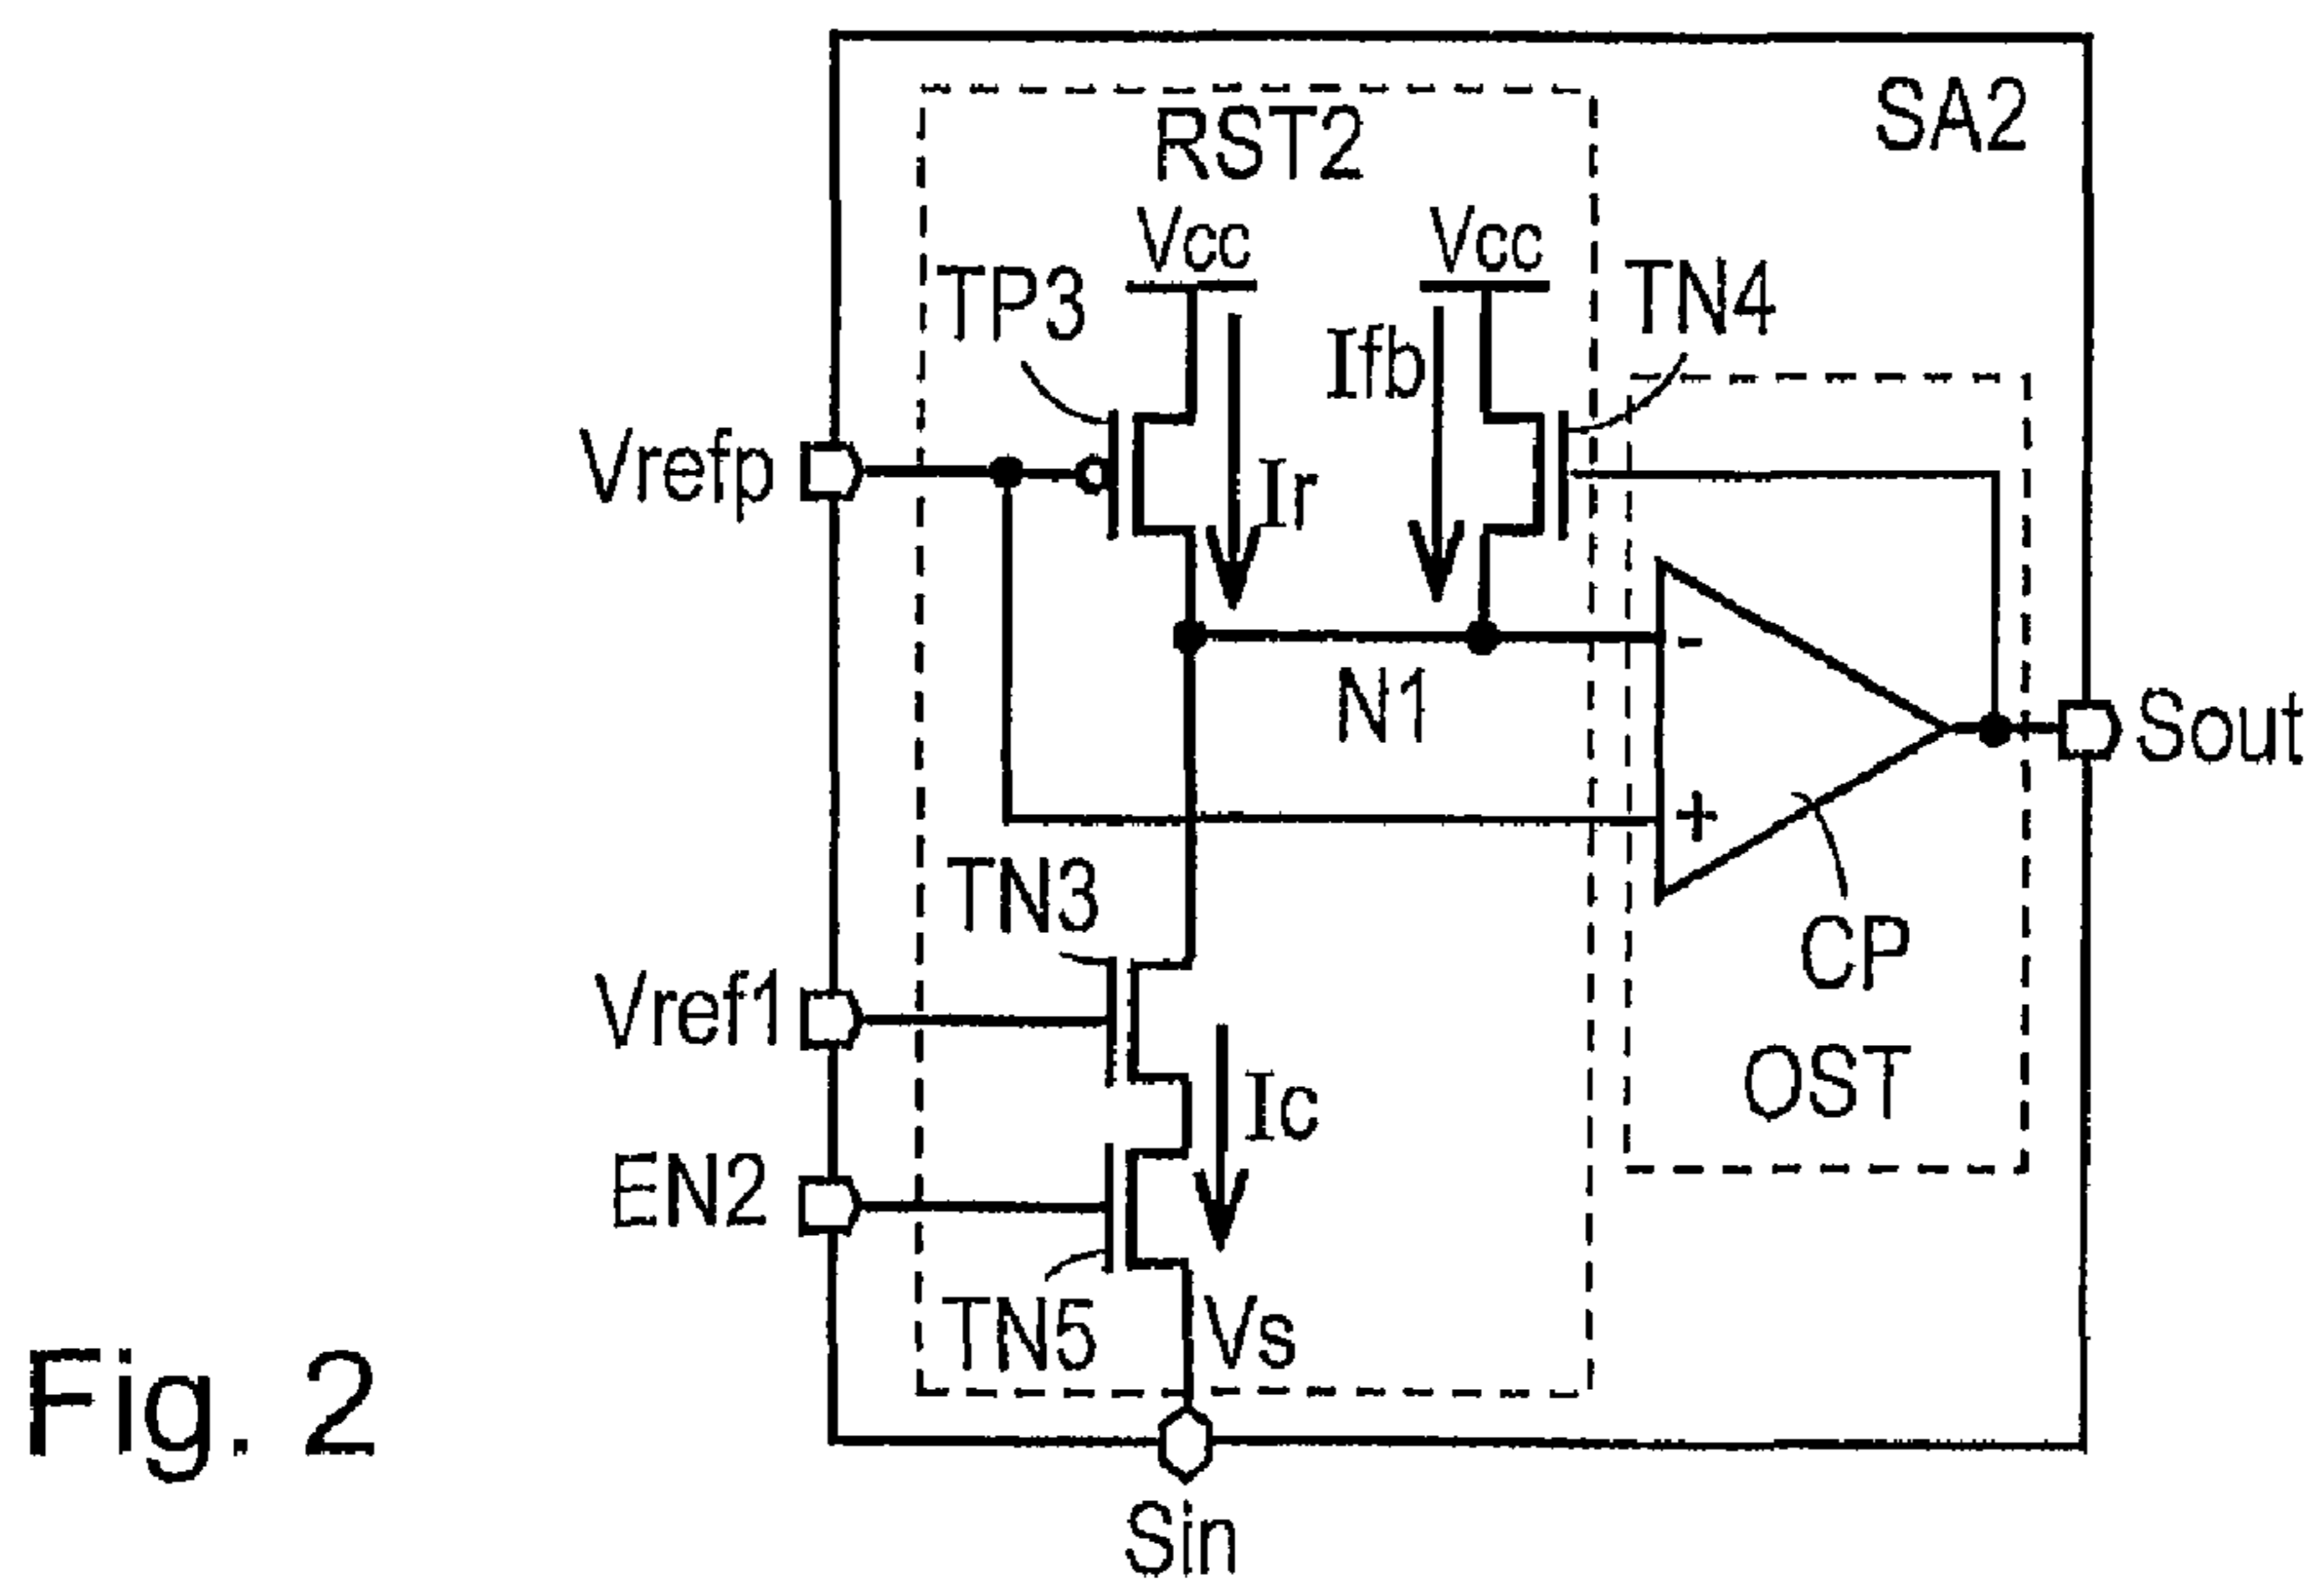 SA2
RST2
Vcc Vcc
TP3 TN4
Ifb
Vrefp
Ir
-
N1
Sout
+
TN3
CP
Vref1
OST
Ic
EN2
TN5
Vs
Fig. 2
Sin